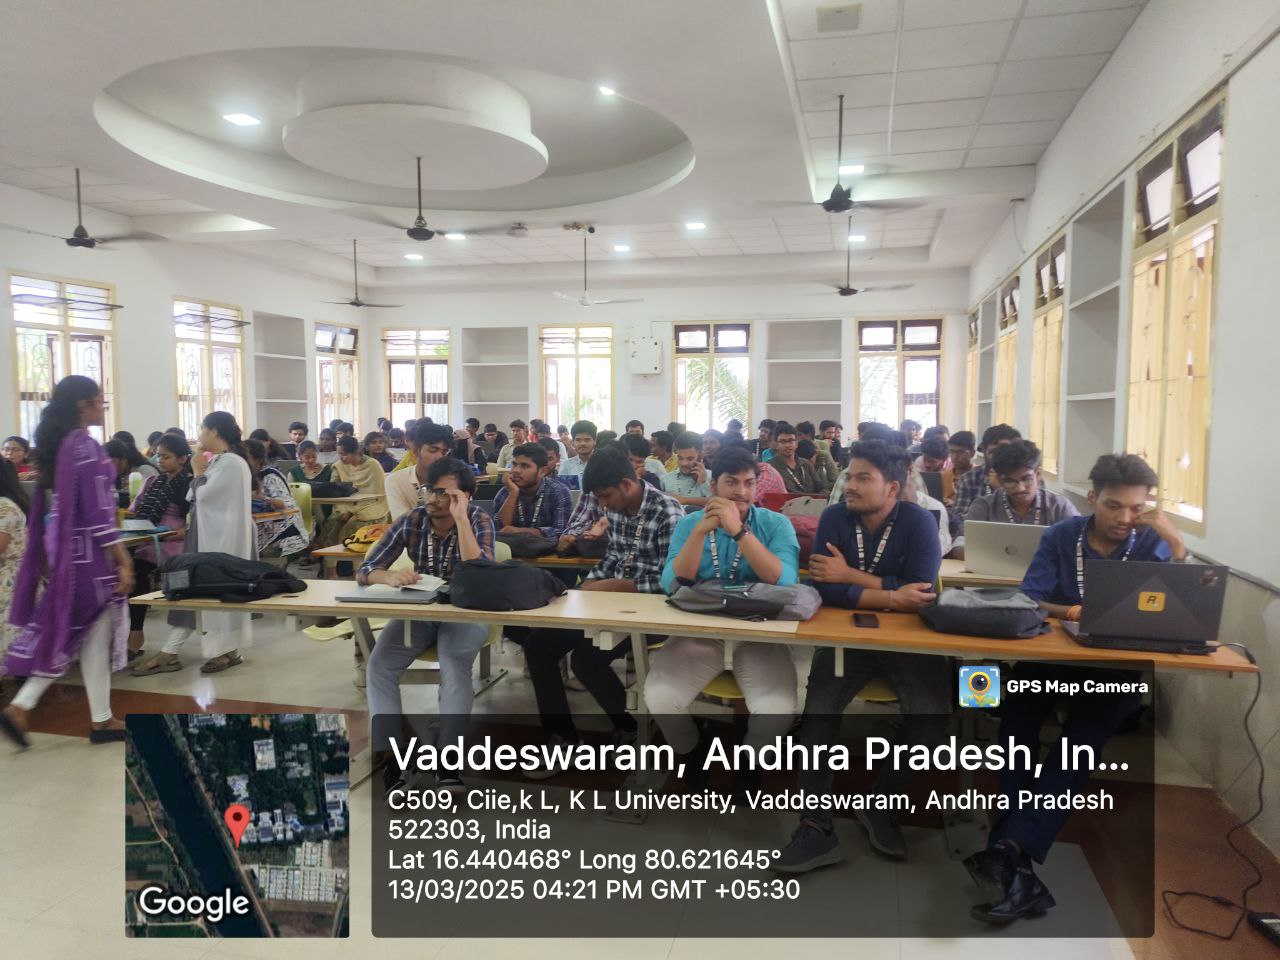 GPS Map Camera
Vaddeswaram, Andhra Pradesh, In...
C509, Ciie,k L, K L University, Vaddeswaram, Andhra Pradesh
522303, India
Lat 16.440468° Long 80.621645°
13/03/2025 04:21 PM GMT +05:30
Google